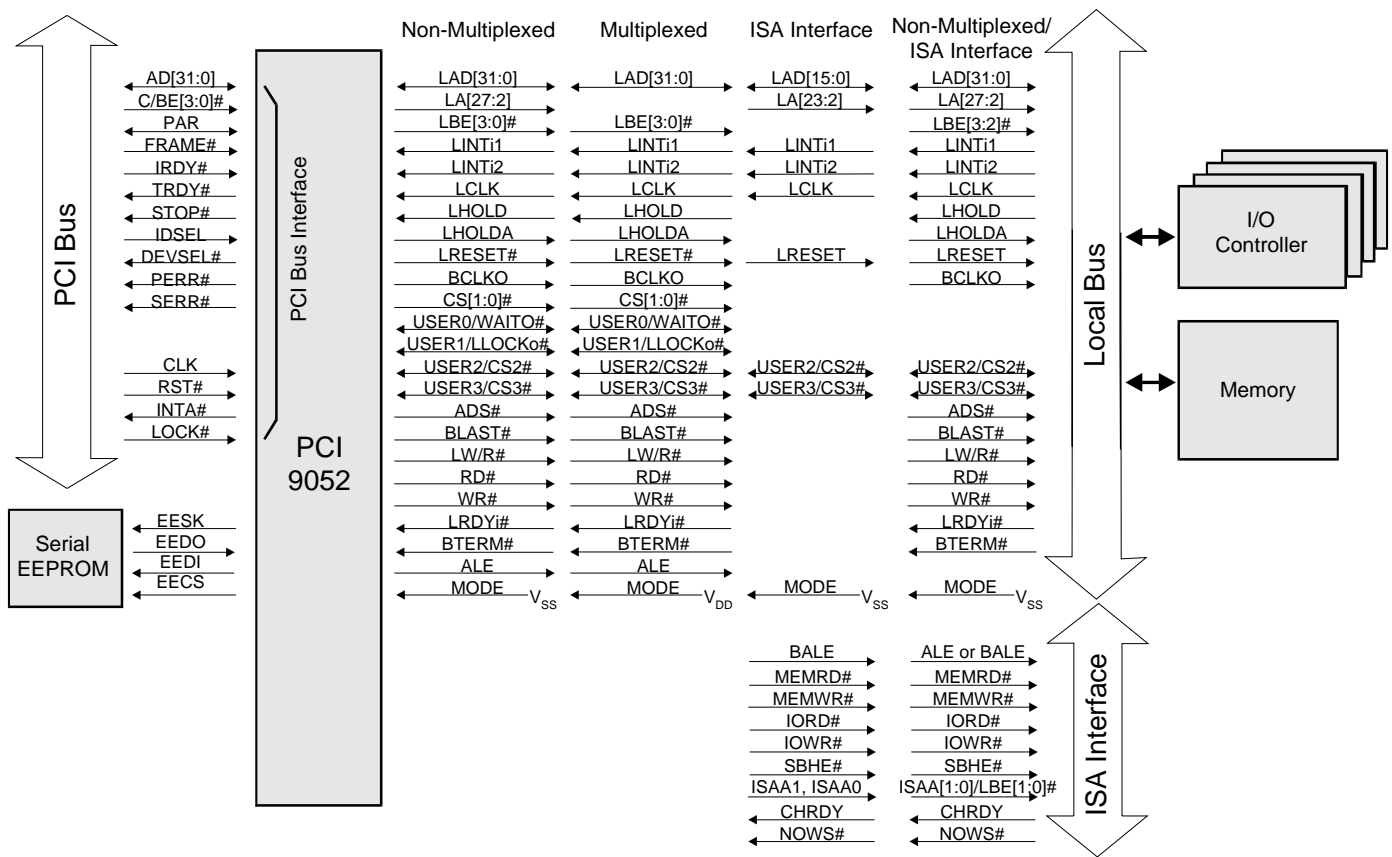 Non-Multiplexed
Multiplexed
ISA Interface
Non-Multiplexed/
ISA Interface
PCI Bus
AD[31:0]
C/BE[3:0]#
PAR
FRAME#
IRDY#
TRDY#
STOP#
IDSEL
DEVSEL#
PERR#
SERR#
CLK
RST#
INTA#
LOCK#
Serial
EEPROM
EESK
EEDO
EEDI
EECS
PCI Bus Interface
PCI
9052
LAD[31:0]
LA[27:2]
LBE[3:0]#
LINTi1
LINTi2
LCLK
LHOLD
LHOLDA
LRESET#
BCLKO
CS[1:0]#
USER0/WAITO#
USER1/LLOCKo#
USER2/CS2#
USER3/CS3#
ADS#
BLAST#
LW/R#
RD#
WR#
LRDYi#
BTERM#
ALE
MODE VSS
LAD[31:0]
LBE[3:0]#
LINTi1
LINTi2
LCLK
LHOLD
LHOLDA
LRESET#
BCLKO
CS[1:0]#
USER0/WAITO#
USER1/LLOCKo#
USER2/CS2#
USER3/CS3#
ADS#
BLAST#
LW/R#
RD#
WR#
LRDYi#
BTERM#
ALE
MODE VDD
LAD[15:0]
LA[23:2]
LINTi1
LINTi2
LCLK
LRESET
USER2/CS2#
USER3/CS3#
MODE VSS
BALE
MEMRD#
MEMWR#
IORD#
IOWR#
SBHE#
ISAA1, ISAA0
CHRDY
NOWS#
LAD[31:0]
LA[27:2]
LBE[3:2]#
LINTi1
LINTi2
LCLK
LHOLD
LHOLDA
LRESET
BCLKO
USER2/CS2#
USER3/CS3#
ADS#
BLAST#
LW/R#
RD#
WR#
LRDYi#
BTERM#
MODE VSS
ALE or BALE
MEMRD#
MEMWR#
IORD#
IOWR#
SBHE#
ISAA[1:0]/LBE[1:0]#
CHRDY
NOWS#
Local Bus
ISA Interface
I/O
Controller
Memory